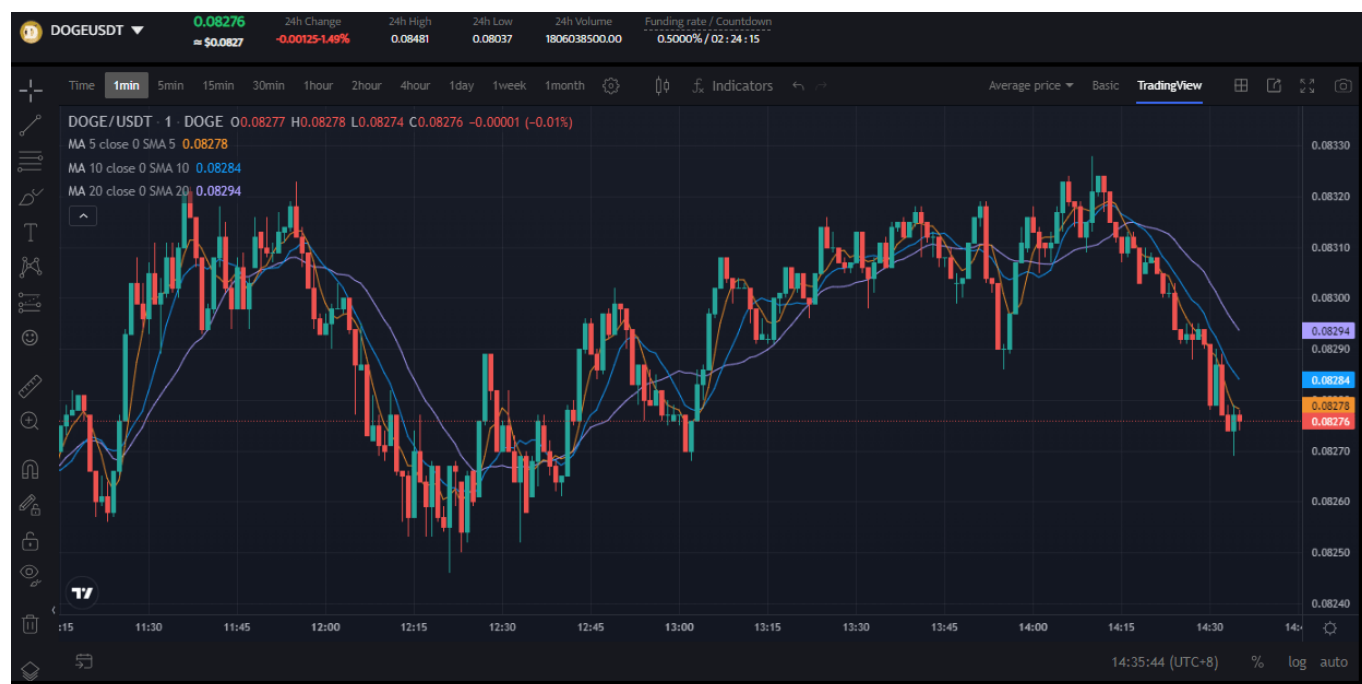 DOGEUSDT
0.08276
≈ $0.0827
24h Change
-0.00125-1.49%
24h High
0.08481
24h Low
0.08037
24h Volume
1806038500.00
Funding rate / Countdown
0.5000% / 02 : 24 : 15
Time 1min 5min 15min 30min 1hour 2hour 4hour 1day 1week 1month Indicators Average price Basic TradingView
DOGE/USDT · 1 · DOGE O0.08277 H0.08278 L0.08274 C0.08276 −0.00001 (−0.01%)
MA 5 close 0 SMA 5 0.08278
MA 10 close 0 SMA 10 0.08284
MA 20 close 0 SMA 20 0.08294
0.08330
0.08320
0.08310
0.08300
0.08294
0.08290
0.08284
0.08278
0.08276
0.08270
0.08260
0.08250
0.08240
:15 11:30 11:45 12:00 12:15 12:30 12:45 13:00 13:15 13:30 13:45 14:00 14:15 14:30 14:
14:35:44 (UTC+8) % log auto